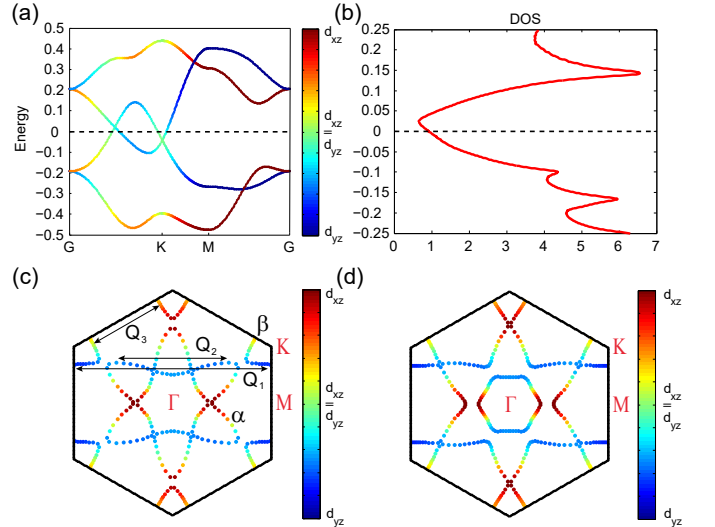 (a)
0.5
0.4
0.3
0.2
0.1
0
−0.1
−0.2
−0.3
−0.4
−0.5
Energy
G K M G
d_xz
d_xz
=
d_yz
d_yz
(b)
DOS
0.25
0.2
0.15
0.1
0.05
0
−0.05
−0.1
−0.15
−0.2
−0.25
0 1 2 3 4 5 6 7
(c)
Q_3
β
K
Q_2
Q_1
Γ
M
α
d_xz
d_xz
=
d_yz
d_yz
(d)
K
Γ
M
d_xz
d_xz
=
d_yz
d_yz